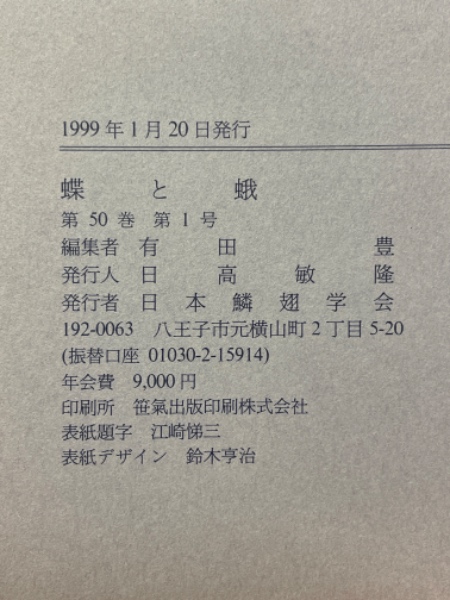 1999年1月20日発行
蝶と蛾
第 50 巻 第 1 号
編集者 有田豊
発行人 日高敏隆
発行者 日本鱗翅学会
192-0063 八王子市元横山町2丁目5-20
(振替口座 01030-2-15914)
年会費 9,000円
印刷所 笹氣出版印刷株式会社
表紙題字 江崎悌三
表紙デザイン 鈴木亨治